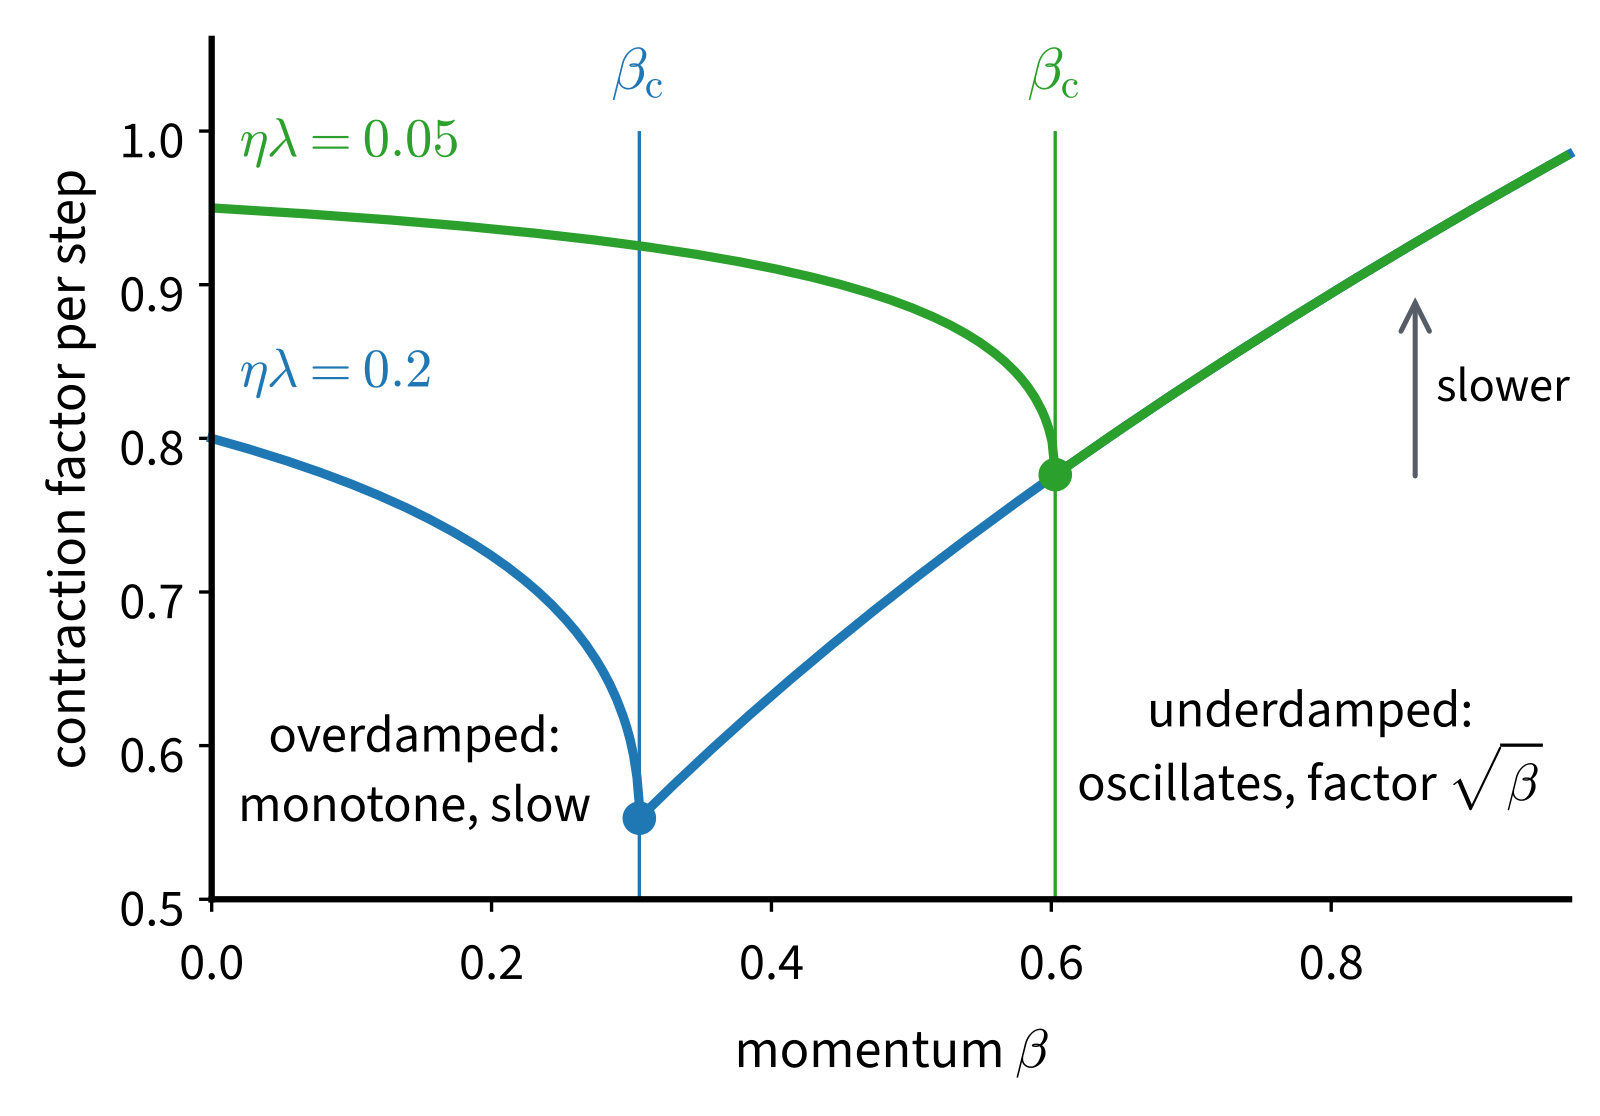 β_c
β_c
ηλ = 0.05
ηλ = 0.2
contraction factor per step
1.0
0.9
0.8
0.7
0.6
0.5
slower
overdamped:
monotone, slow
underdamped:
oscillates, factor √β
0.0
0.2
0.4
0.6
0.8
momentum β